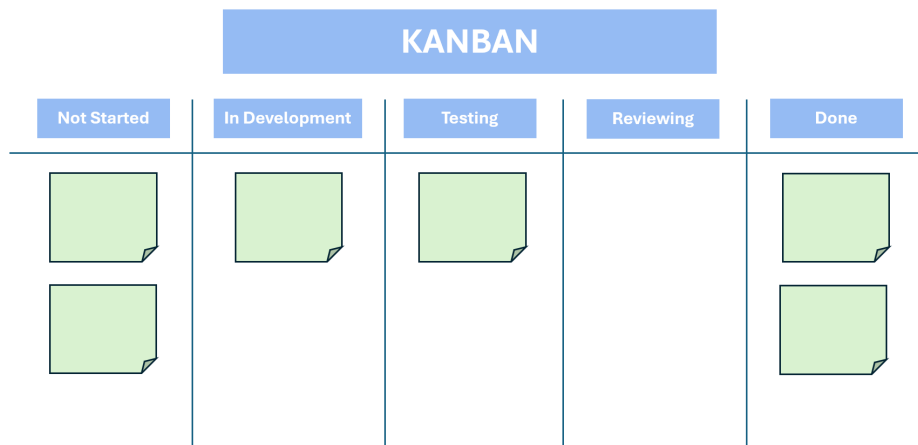 KANBAN
Not Started
In Development
Testing
Reviewing
Done